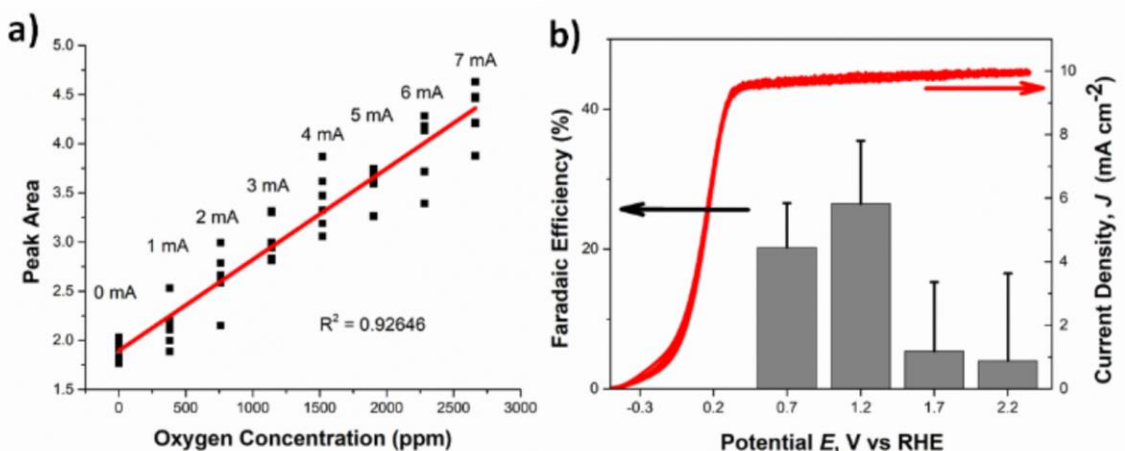 a)
5.0
4.5
4.0
3.5
3.0
2.5
2.0
1.5
Peak Area
0 mA
1 mA
2 mA
3 mA
4 mA
5 mA
6 mA
7 mA
R² = 0.92646
0 500 1000 1500 2000 2500 3000
Oxygen Concentration (ppm)
b)
40
20
0
Faradaic Efficiency (%)
10
8
6
4
2
0
Current Density, J (mA cm⁻²)
-0.3 0.2 0.7 1.2 1.7 2.2
Potential E, V vs RHE